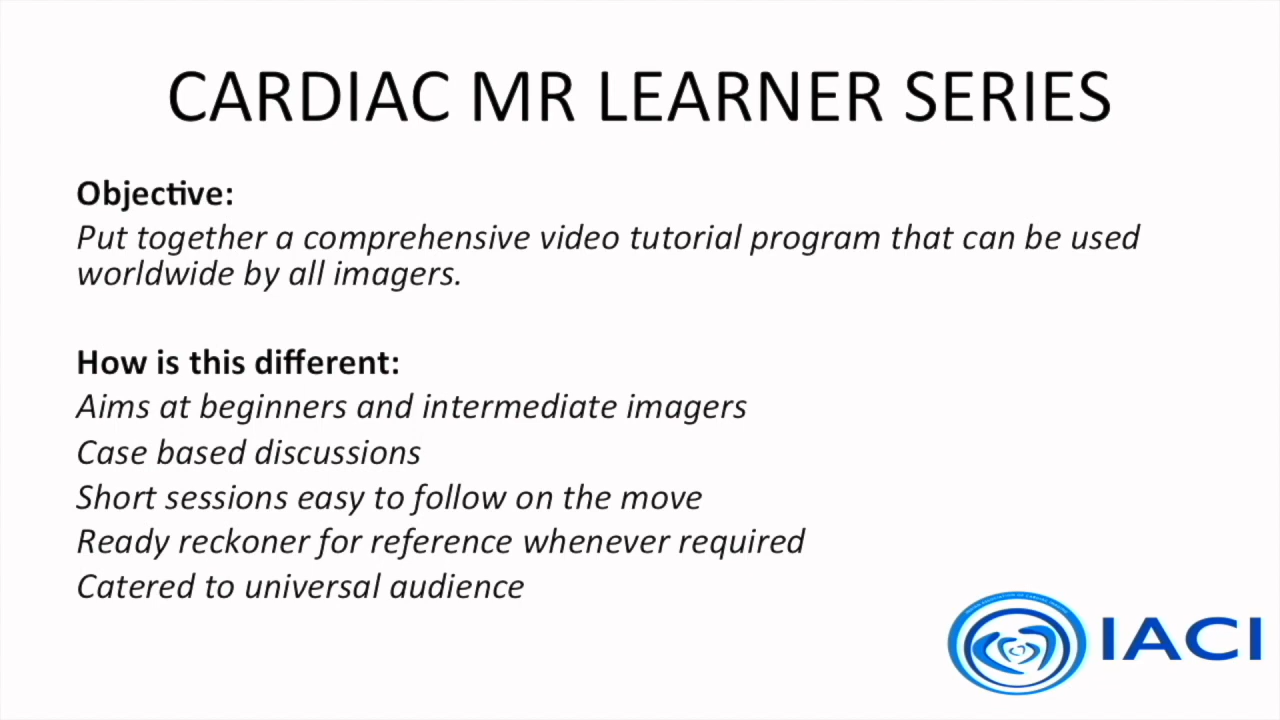 CARDIAC MR LEARNER SERIES
Objective:
Put together a comprehensive video tutorial program that can be used
worldwide by all imagers.
How is this different:
Aims at beginners and intermediate imagers
Case based discussions
Short sessions easy to follow on the move
Ready reckoner for reference whenever required
Catered to universal audience
IACI